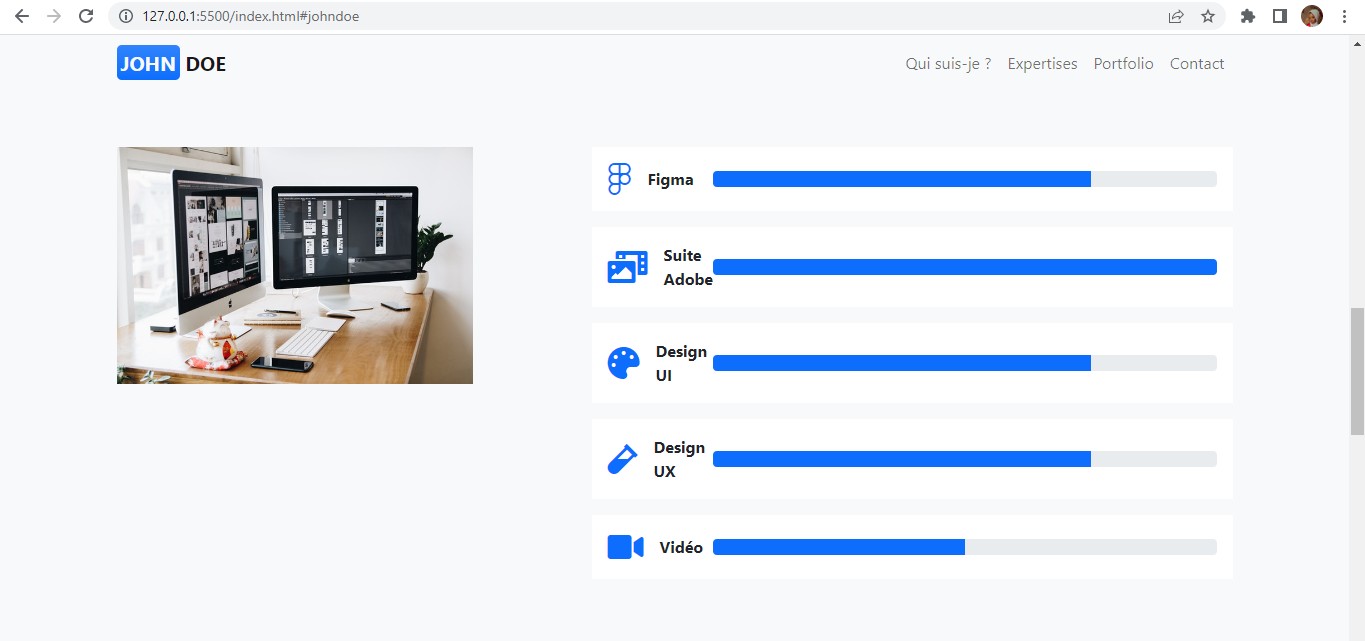 127.0.0.1:5500/index.html#johndoe
JOHN DOE
Qui suis-je ? Expertises Portfolio Contact
Figma
Suite
Adobe
Design
UI
Design
UX
Vidéo